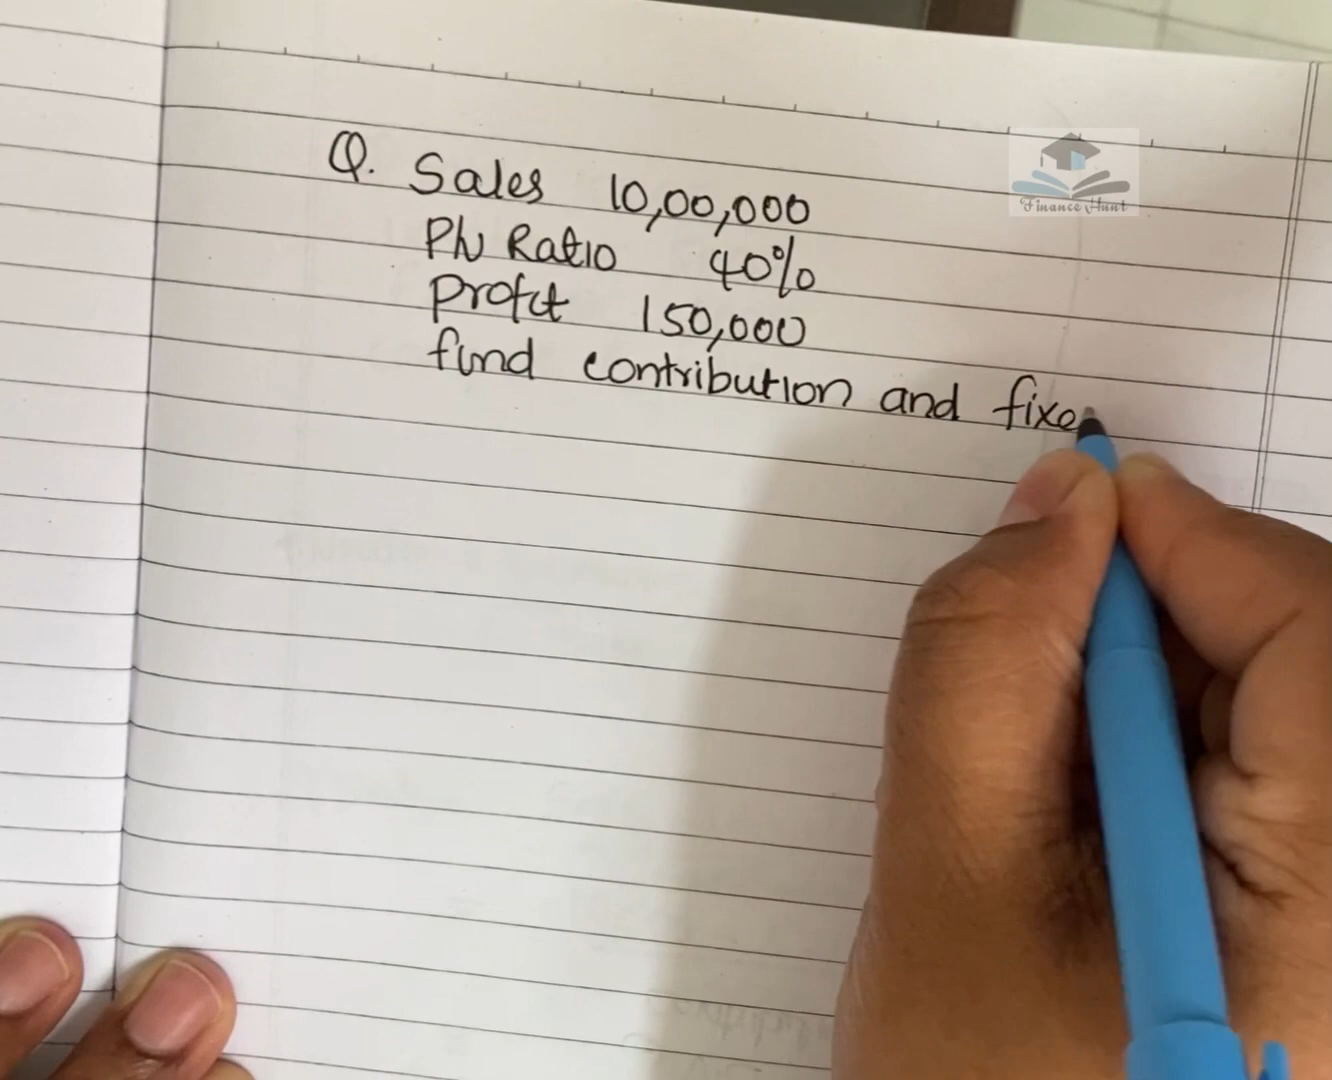 Q. Sales 10,00,000
P/V Ratio 40%
Profit 150,000
find contribution and fixe
Finance Hunt